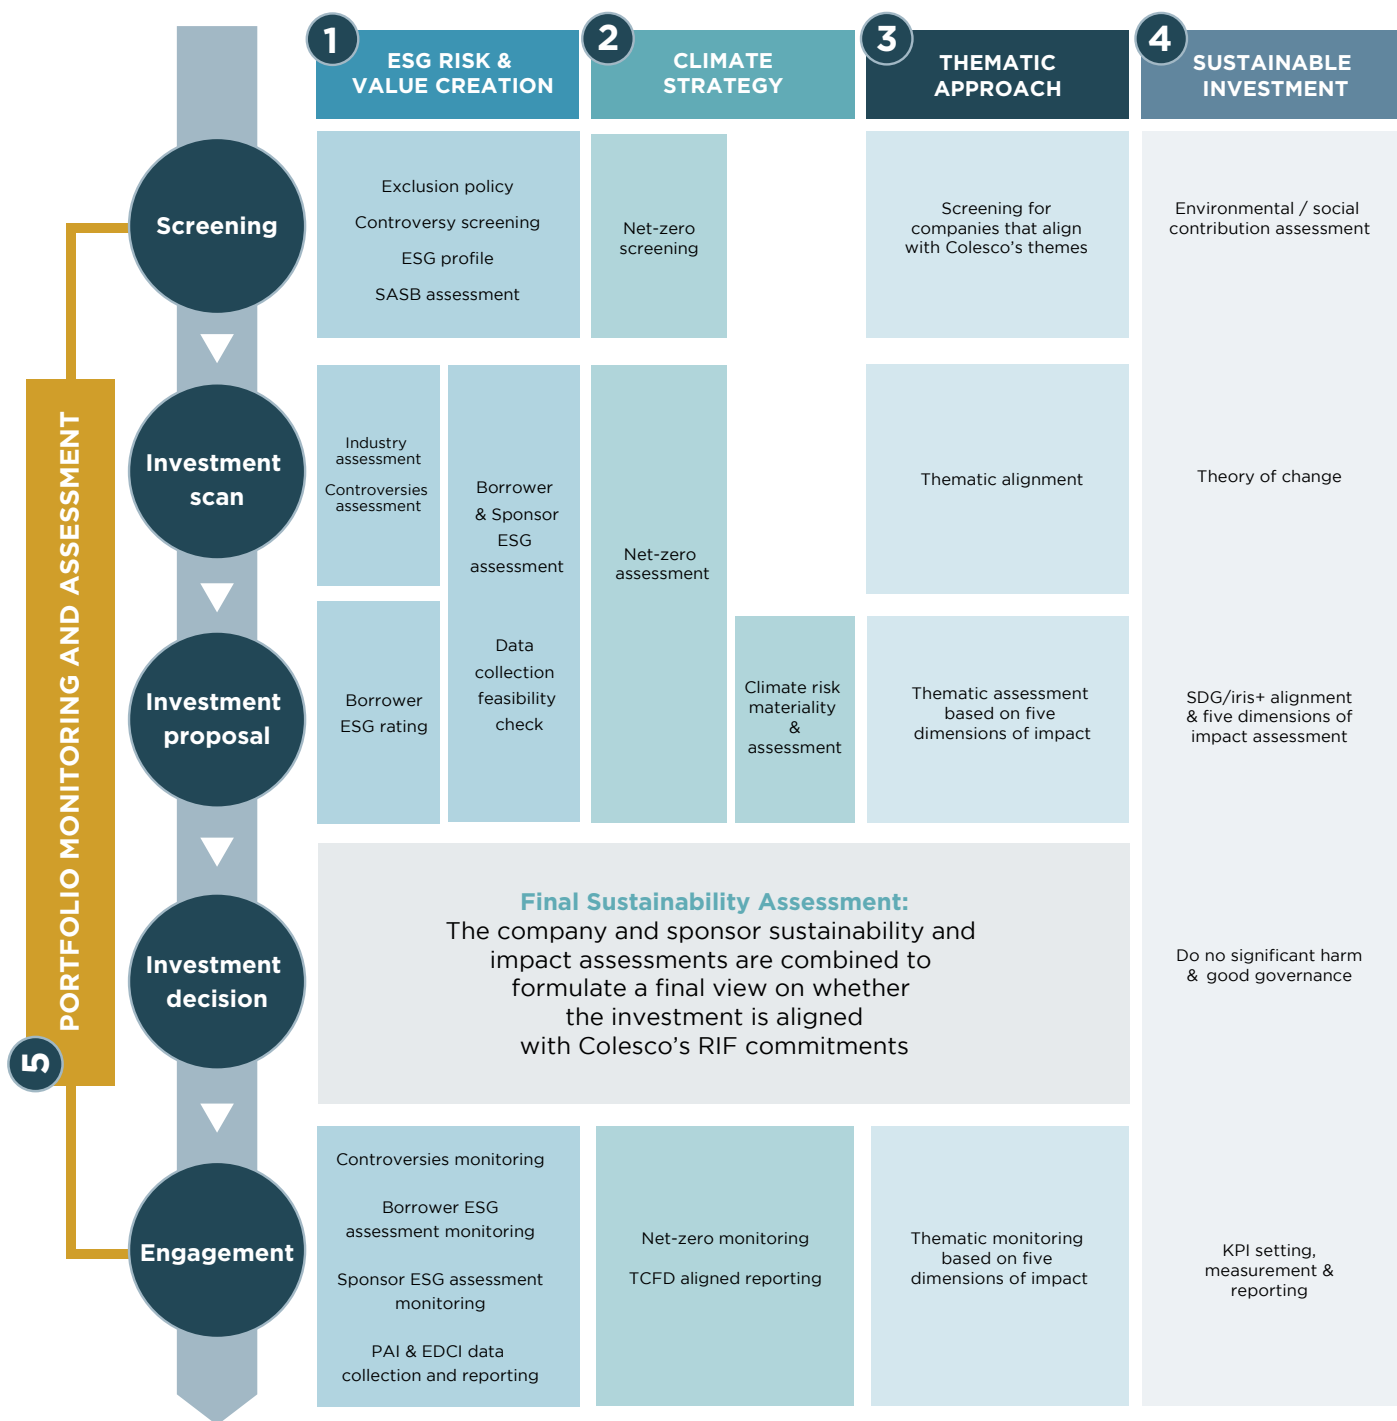 1
ESG RISK &
VALUE CREATION
2
CLIMATE
STRATEGY
3
THEMATIC
APPROACH
4
SUSTAINABLE
INVESTMENT
Screening
Exclusion policy
Controversy screening
ESG profile
SASB assessment
Net-zero
screening
Screening for
companies that align
with Colesco’s themes
Environmental / social
contribution assessment
Investment
scan
Industry
assessment
Controversies
assessment
Borrower
& Sponsor
ESG
assessment
Data
collection
feasibility
check
Net-zero
assessment
Thematic alignment
Theory of change
Investment
proposal
Borrower
ESG rating
Climate risk
materiality
&
assessment
Thematic assessment
based on five
dimensions of impact
SDG/iris+ alignment
& five dimensions of
impact assessment
Investment
decision
Final Sustainability Assessment:
The company and sponsor sustainability and
impact assessments are combined to
formulate a final view on whether
the investment is aligned
with Colesco’s RIF commitments
Do no significant harm
& good governance
Engagement
Controversies monitoring
Borrower ESG
assessment monitoring
Sponsor ESG assessment
monitoring
PAI & EDCI data
collection and reporting
Net-zero monitoring
TCFD aligned reporting
Thematic monitoring
based on five
dimensions of impact
KPI setting,
measurement &
reporting
5
PORTFOLIO MONITORING AND ASSESSMENT